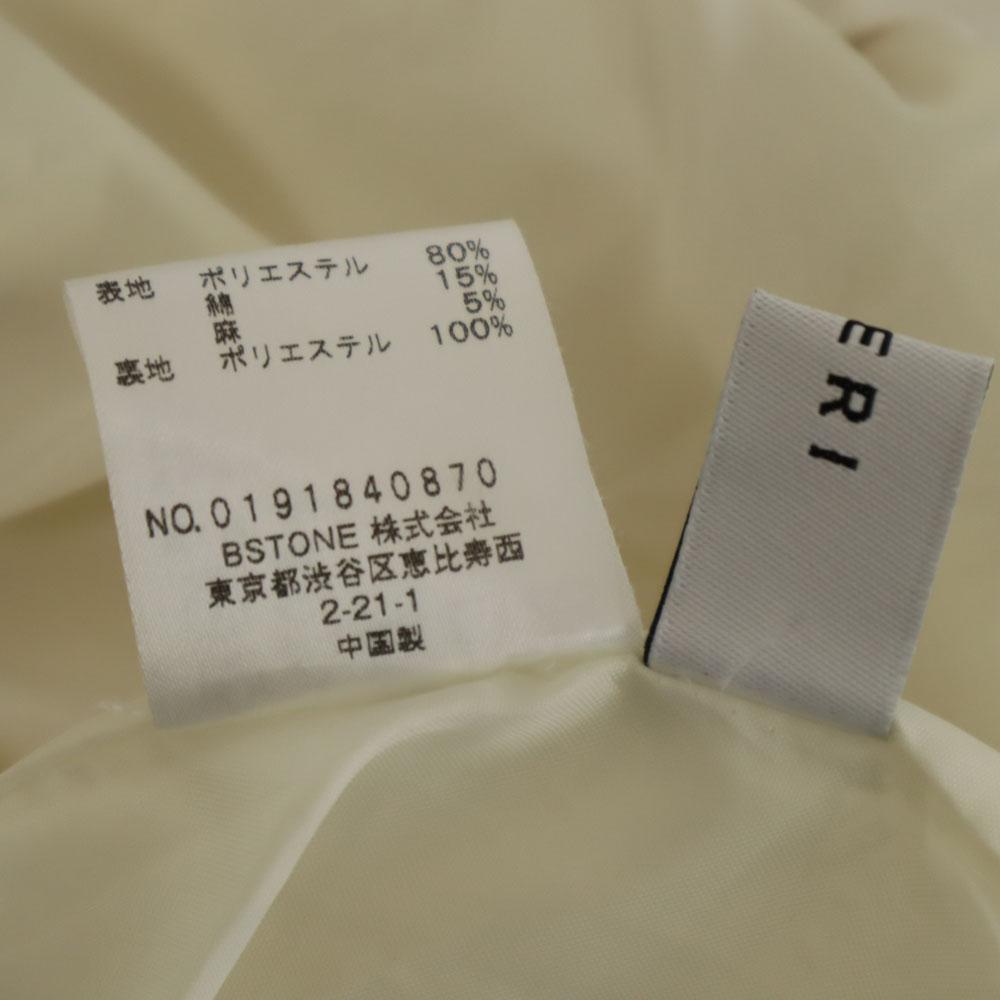 表地 ポリエステル 80%
綿 15%
麻 5%
裏地 ポリエステル 100%
NO.0191840870
BSTONE 株式会社
東京都渋谷区恵比寿西
2-21-1
中国製
ERI